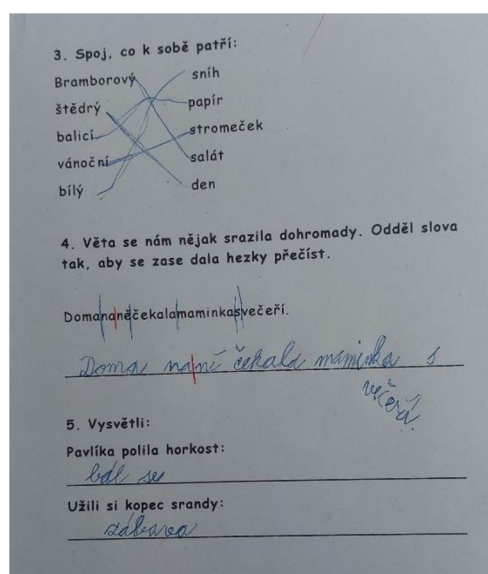 3. Spoj, co k sobě patří:
Bramborový sníh
štědrý papír
balicí stromeček
vánoční salát
bílý den
4. Věta se nám nějak srazila dohromady. Odděl slova
tak, aby se zase dala hezky přečíst.
Domananěčekalamaminkasvečeří.
Doma naní čekala maminka s
večeří.
5. Vysvětli:
Pavlíka polila horkost:
bál se
Užili si kopec srandy:
zábava